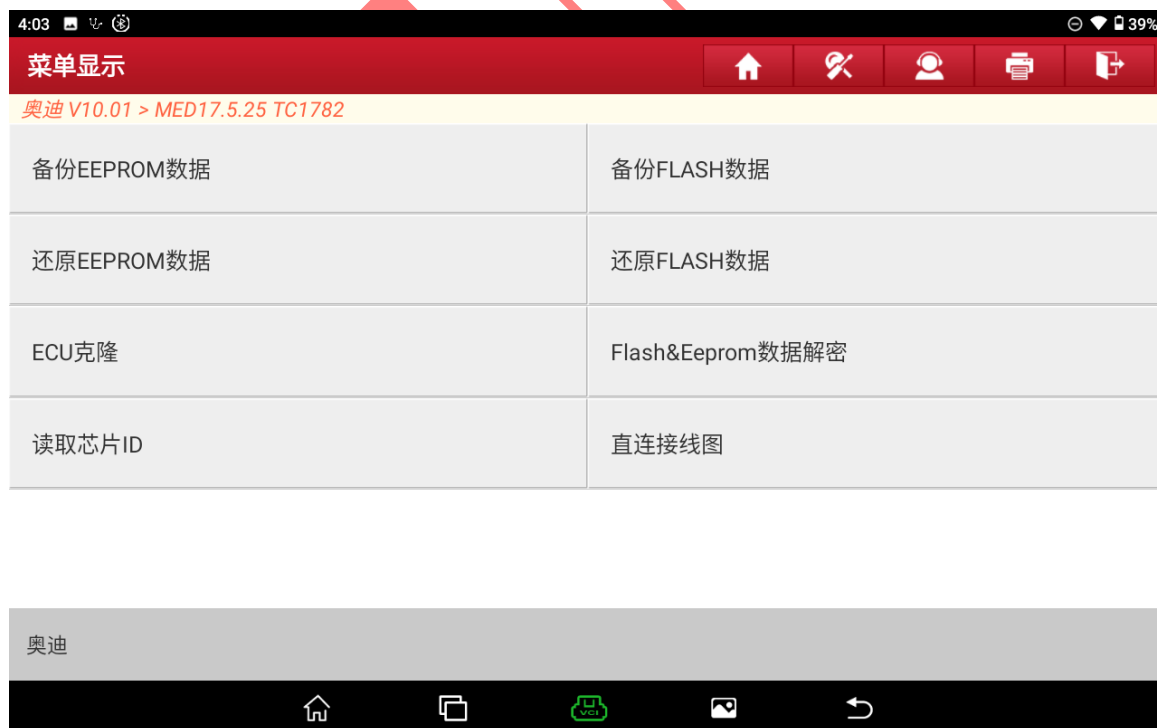 4:03
39%
菜单显示
奥迪 V10.01 > MED17.5.25 TC1782
备份EEPROM数据
备份FLASH数据
还原EEPROM数据
还原FLASH数据
ECU克隆
Flash&Eeprom数据解密
读取芯片ID
直连接线图
奥迪
VCI